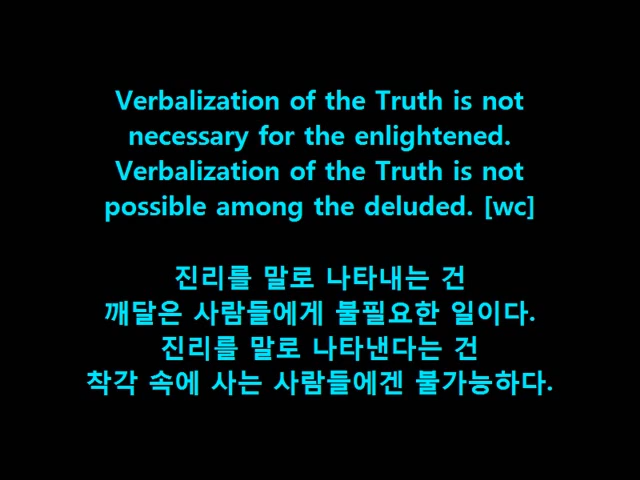 Verbalization of the Truth is not
necessary for the enlightened.
Verbalization of the Truth is not
possible among the deluded. [wc]
진리를 말로 나타내는 건
깨달은 사람들에게 불필요한 일이다.
진리를 말로 나타낸다는 건
착각 속에 사는 사람들에겐 불가능하다.